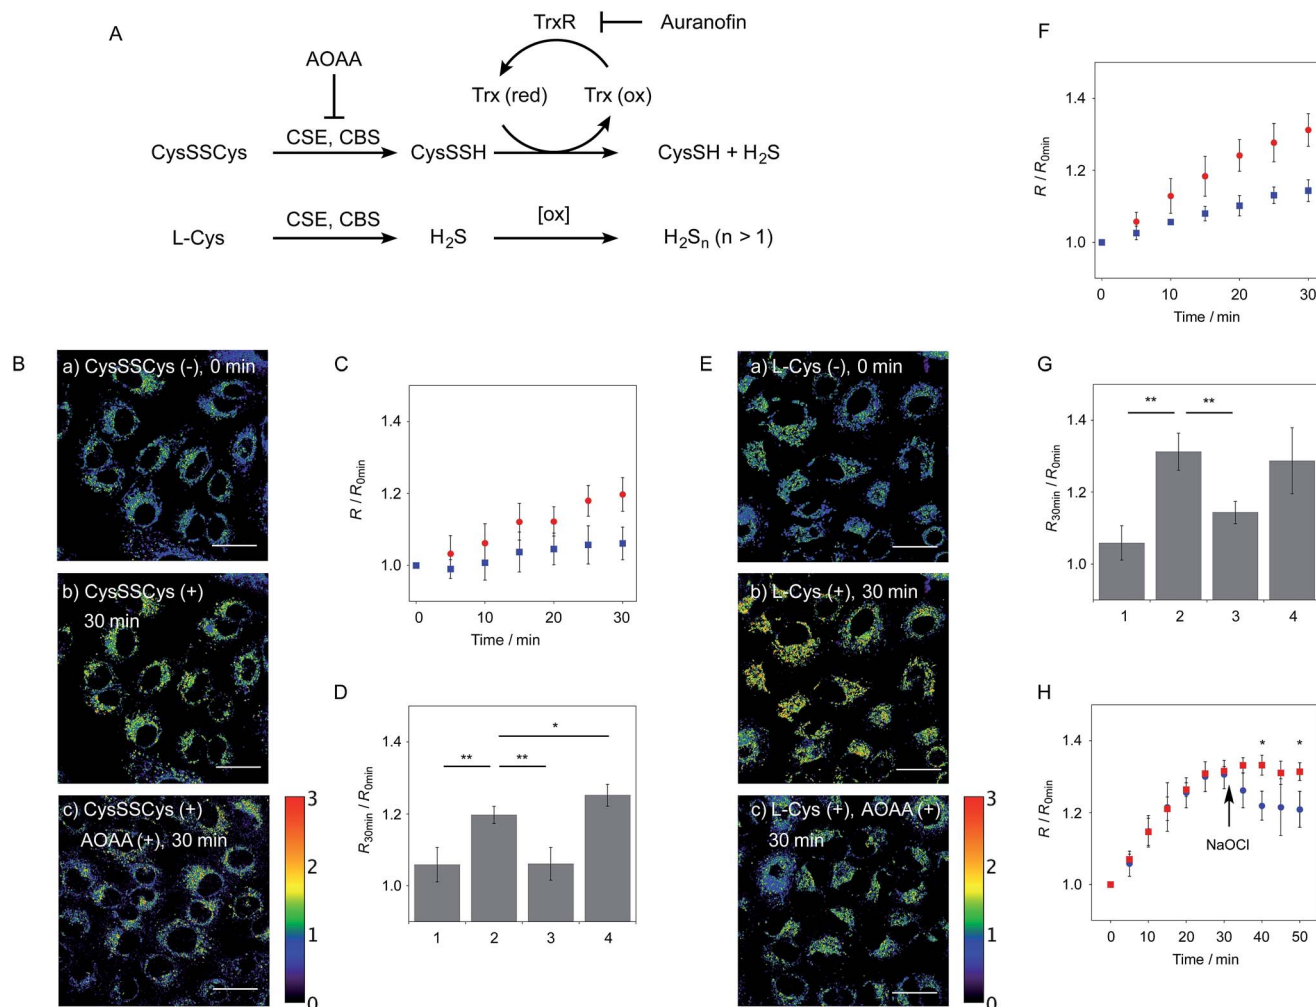 A
TrxR
Auranofin
AOAA
Trx (red)
Trx (ox)
CysSSCys
CSE, CBS
CysSSH
CysSH + H₂S
L-Cys
CSE, CBS
H₂S
[ox]
H₂Sₙ (n > 1)
B
a) CysSSCys (-), 0 min
b) CysSSCys (+)
30 min
c) CysSSCys (+)
AOAA (+), 30 min
3
2
1
0
C
R / R₀ₘᵢₙ
1.4
1.2
1.0
0
10
20
30
Time / min
D
R₃₀ₘᵢₙ / R₀ₘᵢₙ
1.4
1.2
1.0
**
**
*
1
2
3
4
E
a) L-Cys (-), 0 min
b) L-Cys (+), 30 min
c) L-Cys (+), AOAA (+)
30 min
3
2
1
0
F
R / R₀ₘᵢₙ
1.4
1.2
1.0
0
10
20
30
Time / min
G
R₃₀ₘᵢₙ / R₀ₘᵢₙ
1.4
1.2
1.0
**
**
1
2
3
4
H
R / R₀ₘᵢₙ
1.4
1.2
1.0
*
*
NaOCl
0
10
20
30
40
50
Time / min